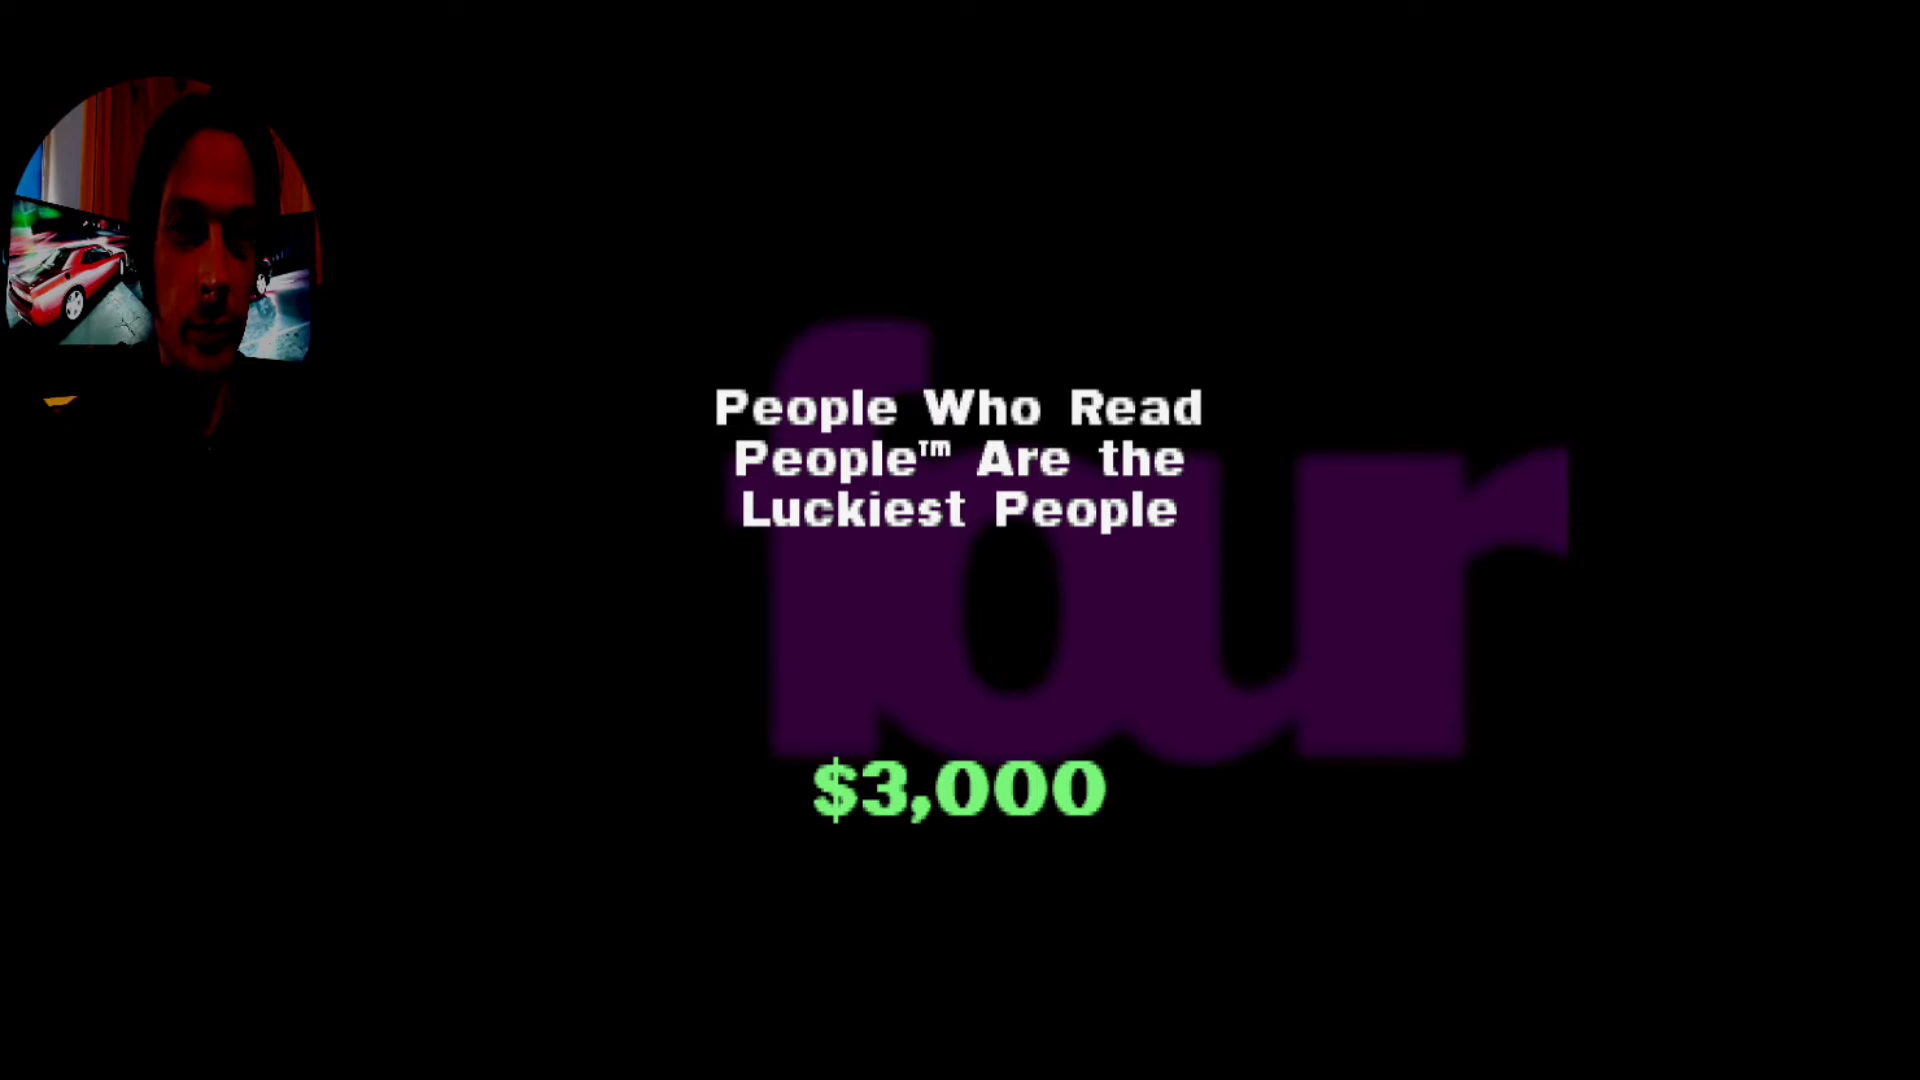 four
People Who Read
People™ Are the
Luckiest People
$3,000